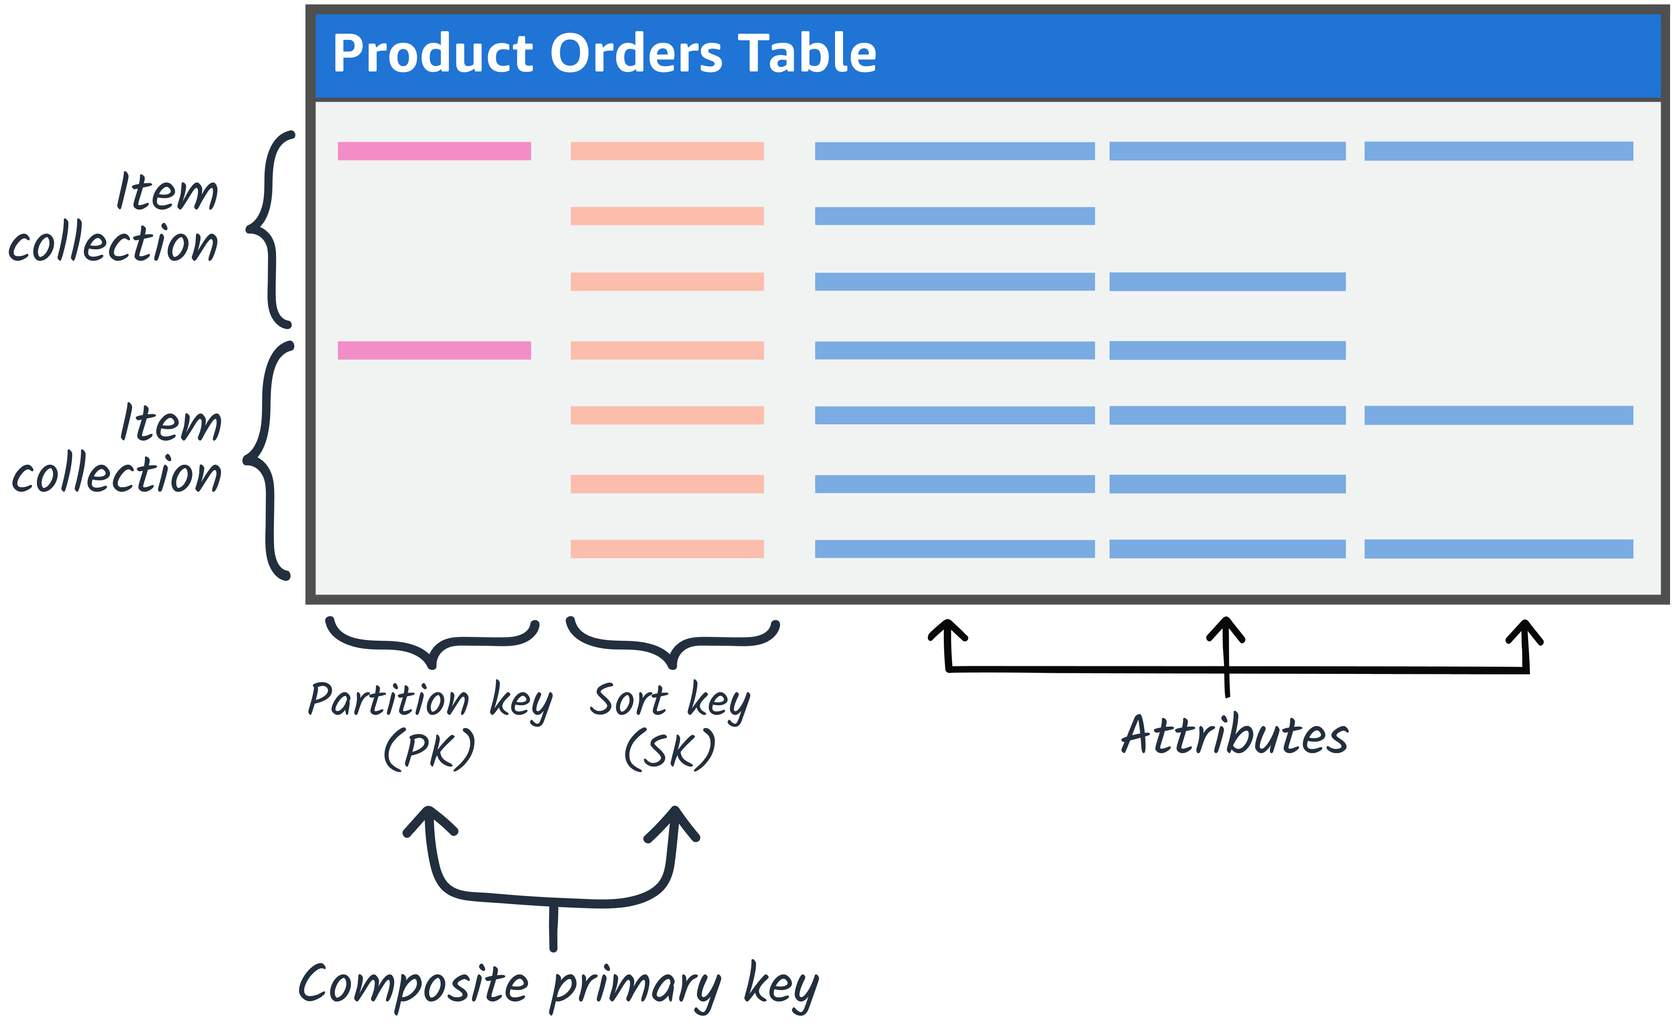 Product Orders Table
Item
collection
Item
collection
Partition key
(PK)
Sort key
(SK)
Attributes
Composite primary key